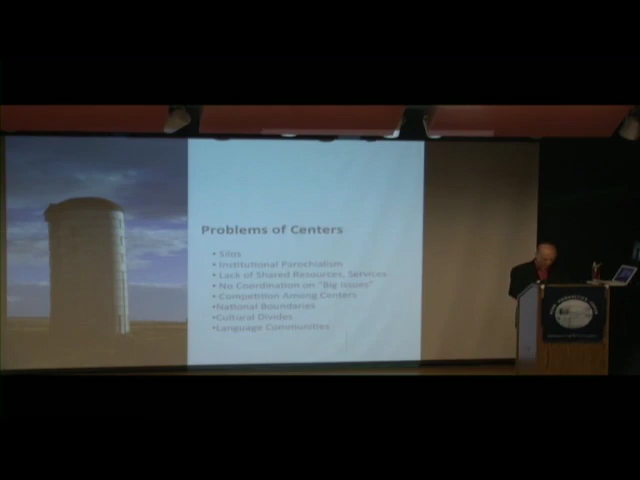 Problems of Centers
• Silos
• Institutional Parochialism
• Lack of Shared Resources, Services
• No Coordination on "Big Issues"
• Competition Among Centers
• National Boundaries
• Cultural Divides
• Language Communities